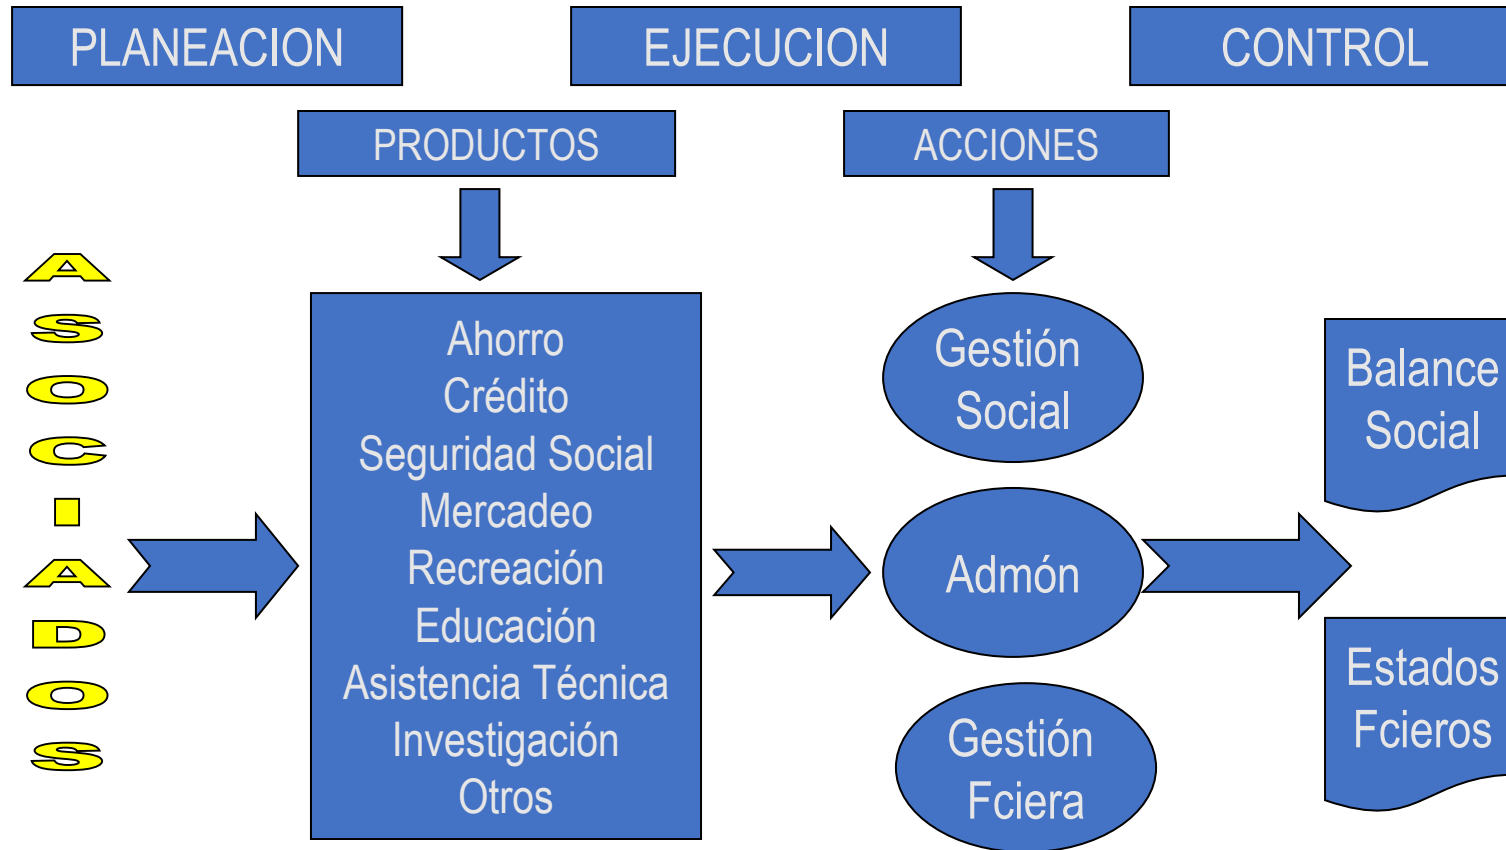 PLANEACION
EJECUCION
CONTROL
PRODUCTOS
ACCIONES
ASOCIADOS
Ahorro
Crédito
Seguridad Social
Mercadeo
Recreación
Educación
Asistencia Técnica
Investigación
Otros
Gestión
Social
Admón
Gestión
Fciera
Balance
Social
Estados
Fcieros